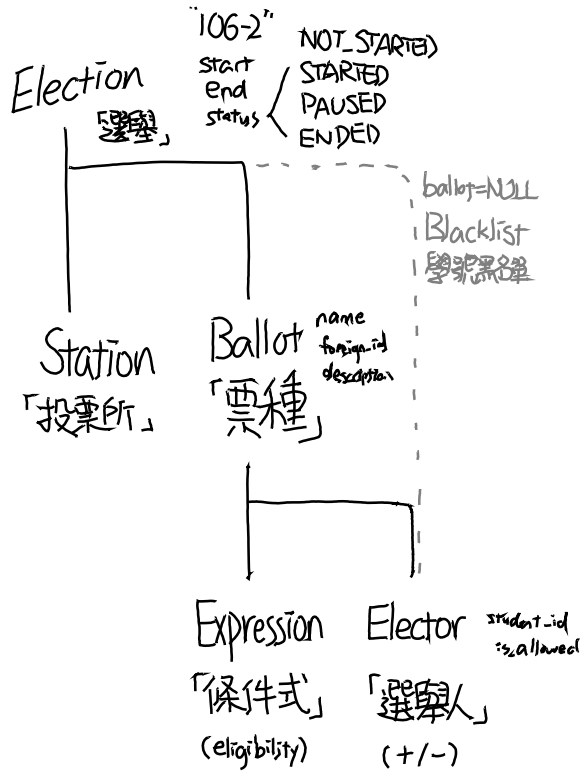 "106-2"
Election
「選舉」
start
end
status
NOT_STARTED
STARTED
PAUSED
ENDED
ballot=NULL
Blacklist
學號黑名單
Station
「投票所」
Ballot
「票種」
name
foreign_id
description
Expression
「條件式」
(eligibility)
Elector
「選舉人」
(+/-)
student_id
is_allowed